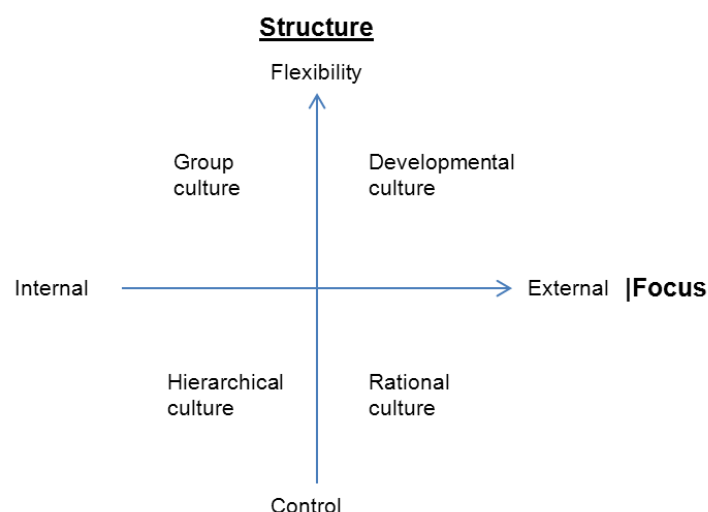 Structure
Flexibility
Group
culture
Developmental
culture
Internal
External |Focus
Hierarchical
culture
Rational
culture
Control